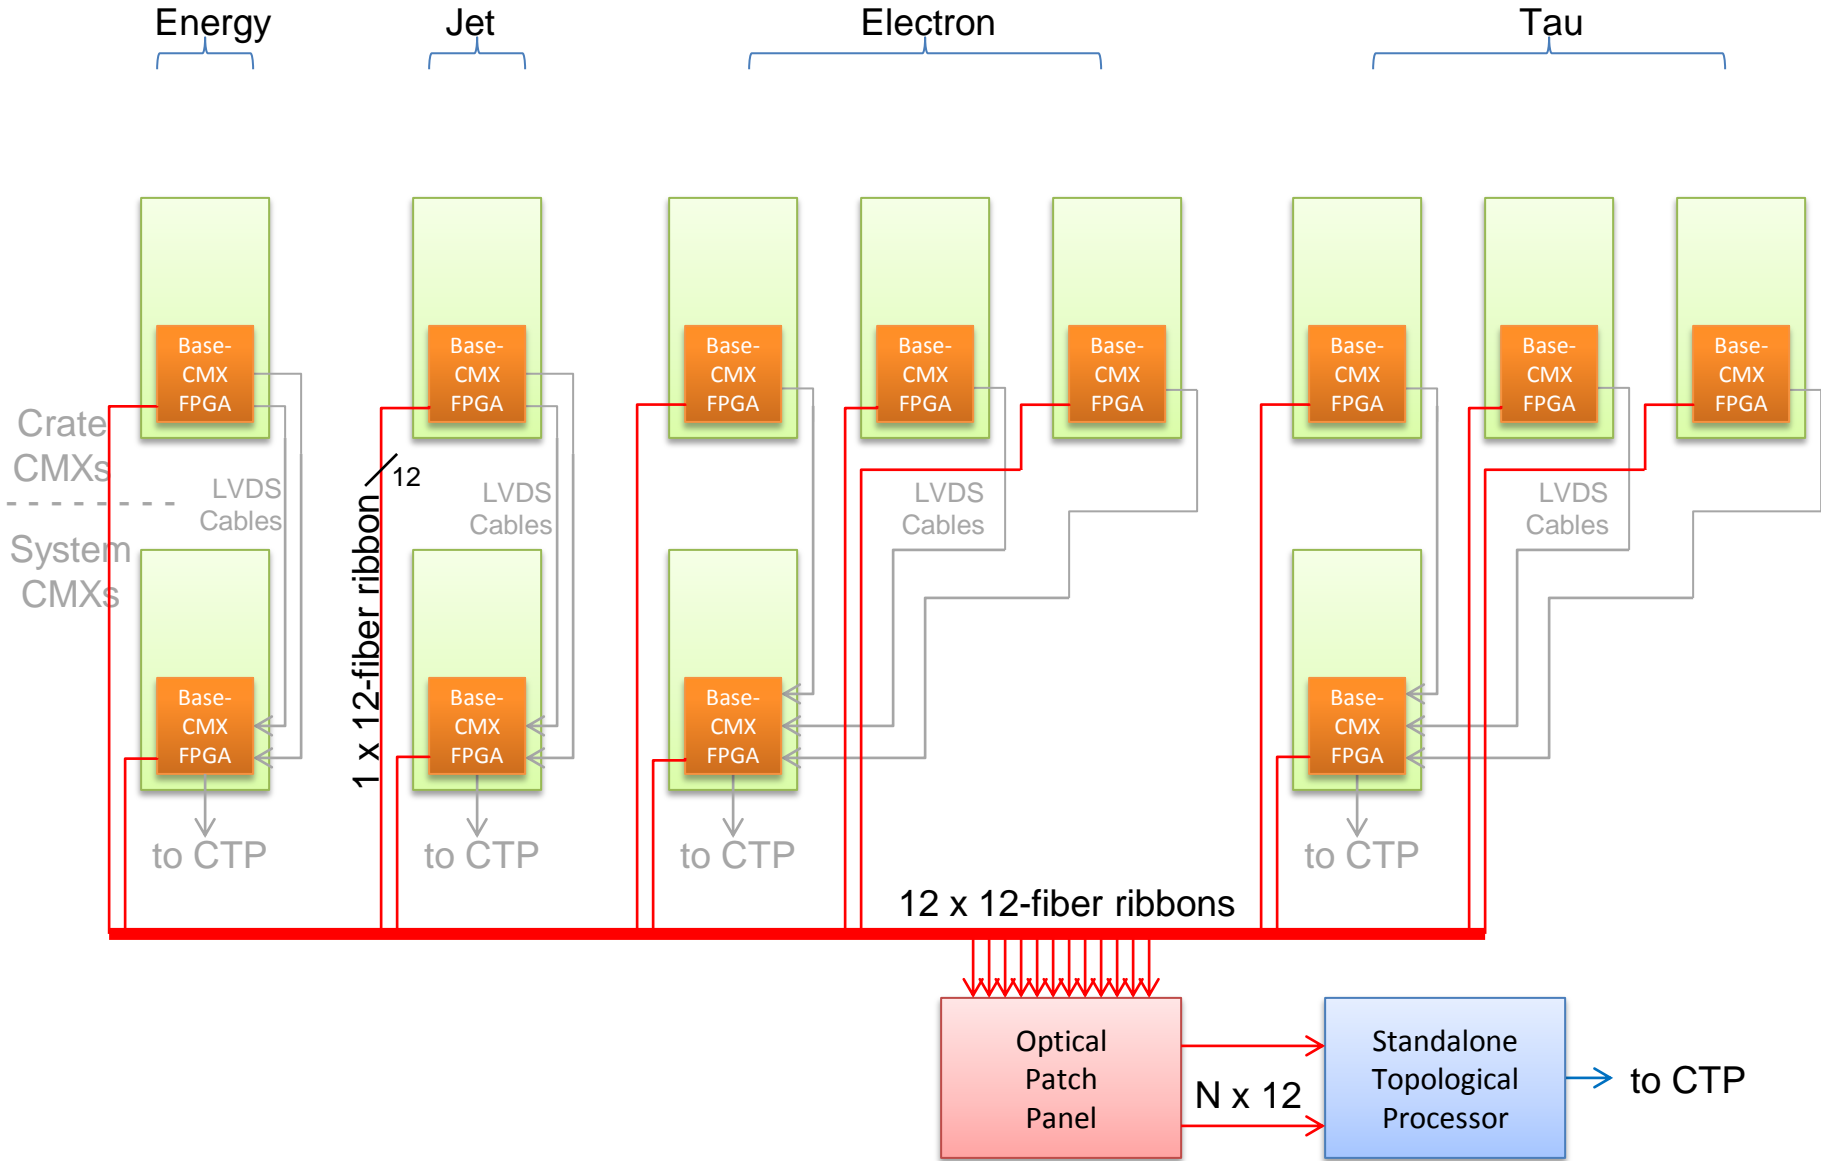 Energy
Jet
Electron
Tau
Base-
CMX
FPGA
Base-
CMX
FPGA
Base-
CMX
FPGA
Base-
CMX
FPGA
Base-
CMX
FPGA
Base-
CMX
FPGA
Base-
CMX
FPGA
Base-
CMX
FPGA
Crate
CMXs
System
CMXs
LVDS
Cables
12
1 x 12-fiber ribbon
LVDS
Cables
LVDS
Cables
LVDS
Cables
Base-
CMX
FPGA
Base-
CMX
FPGA
Base-
CMX
FPGA
Base-
CMX
FPGA
to CTP
to CTP
to CTP
to CTP
12 x 12-fiber ribbons
Optical
Patch
Panel
N x 12
Standalone
Topological
Processor
to CTP